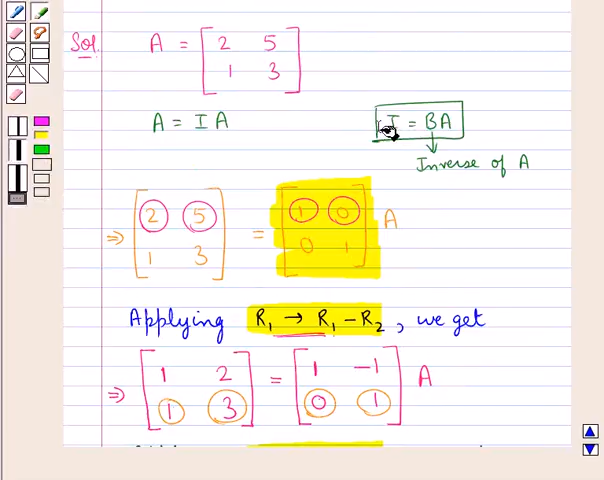 Sol. A = [ 2 5
1 3 ]
A = I A
I = BA
Inverse of A
⇒ [ 2 5
1 3 ] = [ 1 0
0 1 ] A
Applying R₁ → R₁ - R₂, we get
⇒ [ 1 2
1 3 ] = [ 1 -1
0 1 ] A